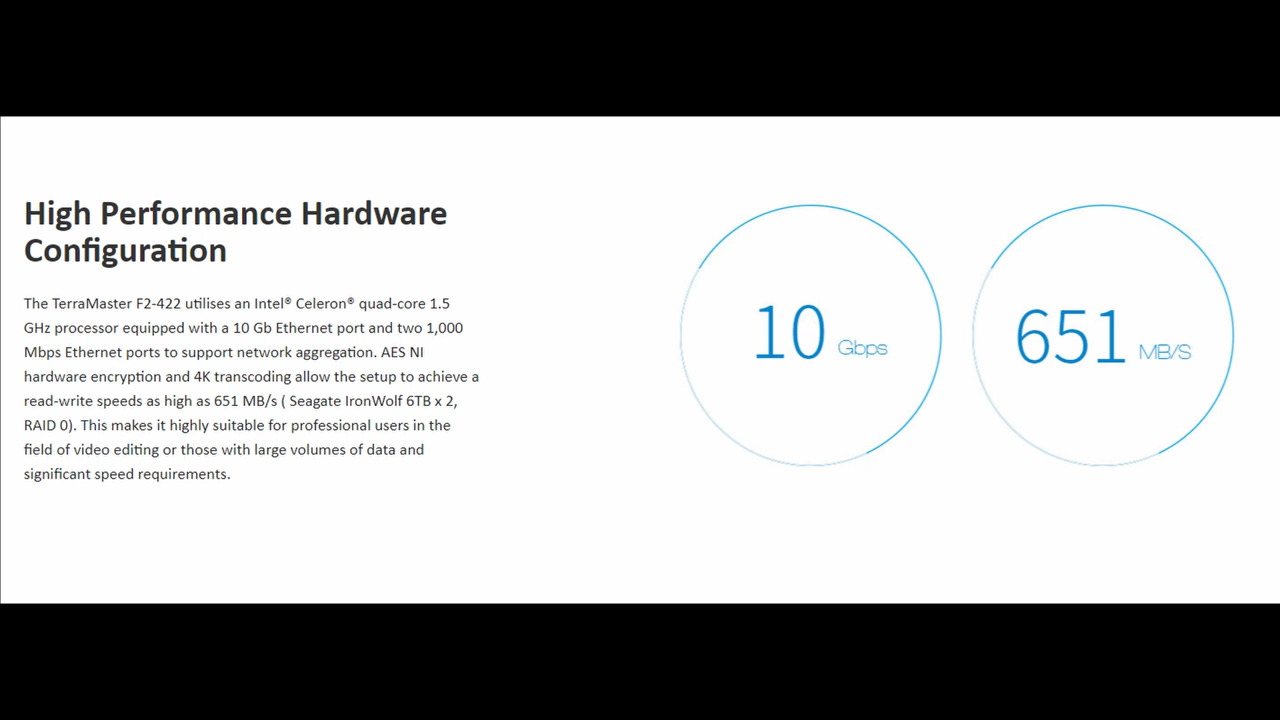 High Performance Hardware
Configuration
The TerraMaster F2-422 utilises an Intel® Celeron® quad-core 1.5
GHz processor equipped with a 10 Gb Ethernet port and two 1,000
Mbps Ethernet ports to support network aggregation. AES NI
hardware encryption and 4K transcoding allow the setup to achieve a
read-write speeds as high as 651 MB/s ( Seagate IronWolf 6TB x 2,
RAID 0). This makes it highly suitable for professional users in the
field of video editing or those with large volumes of data and
significant speed requirements.
10 Gbps
651 MB/S